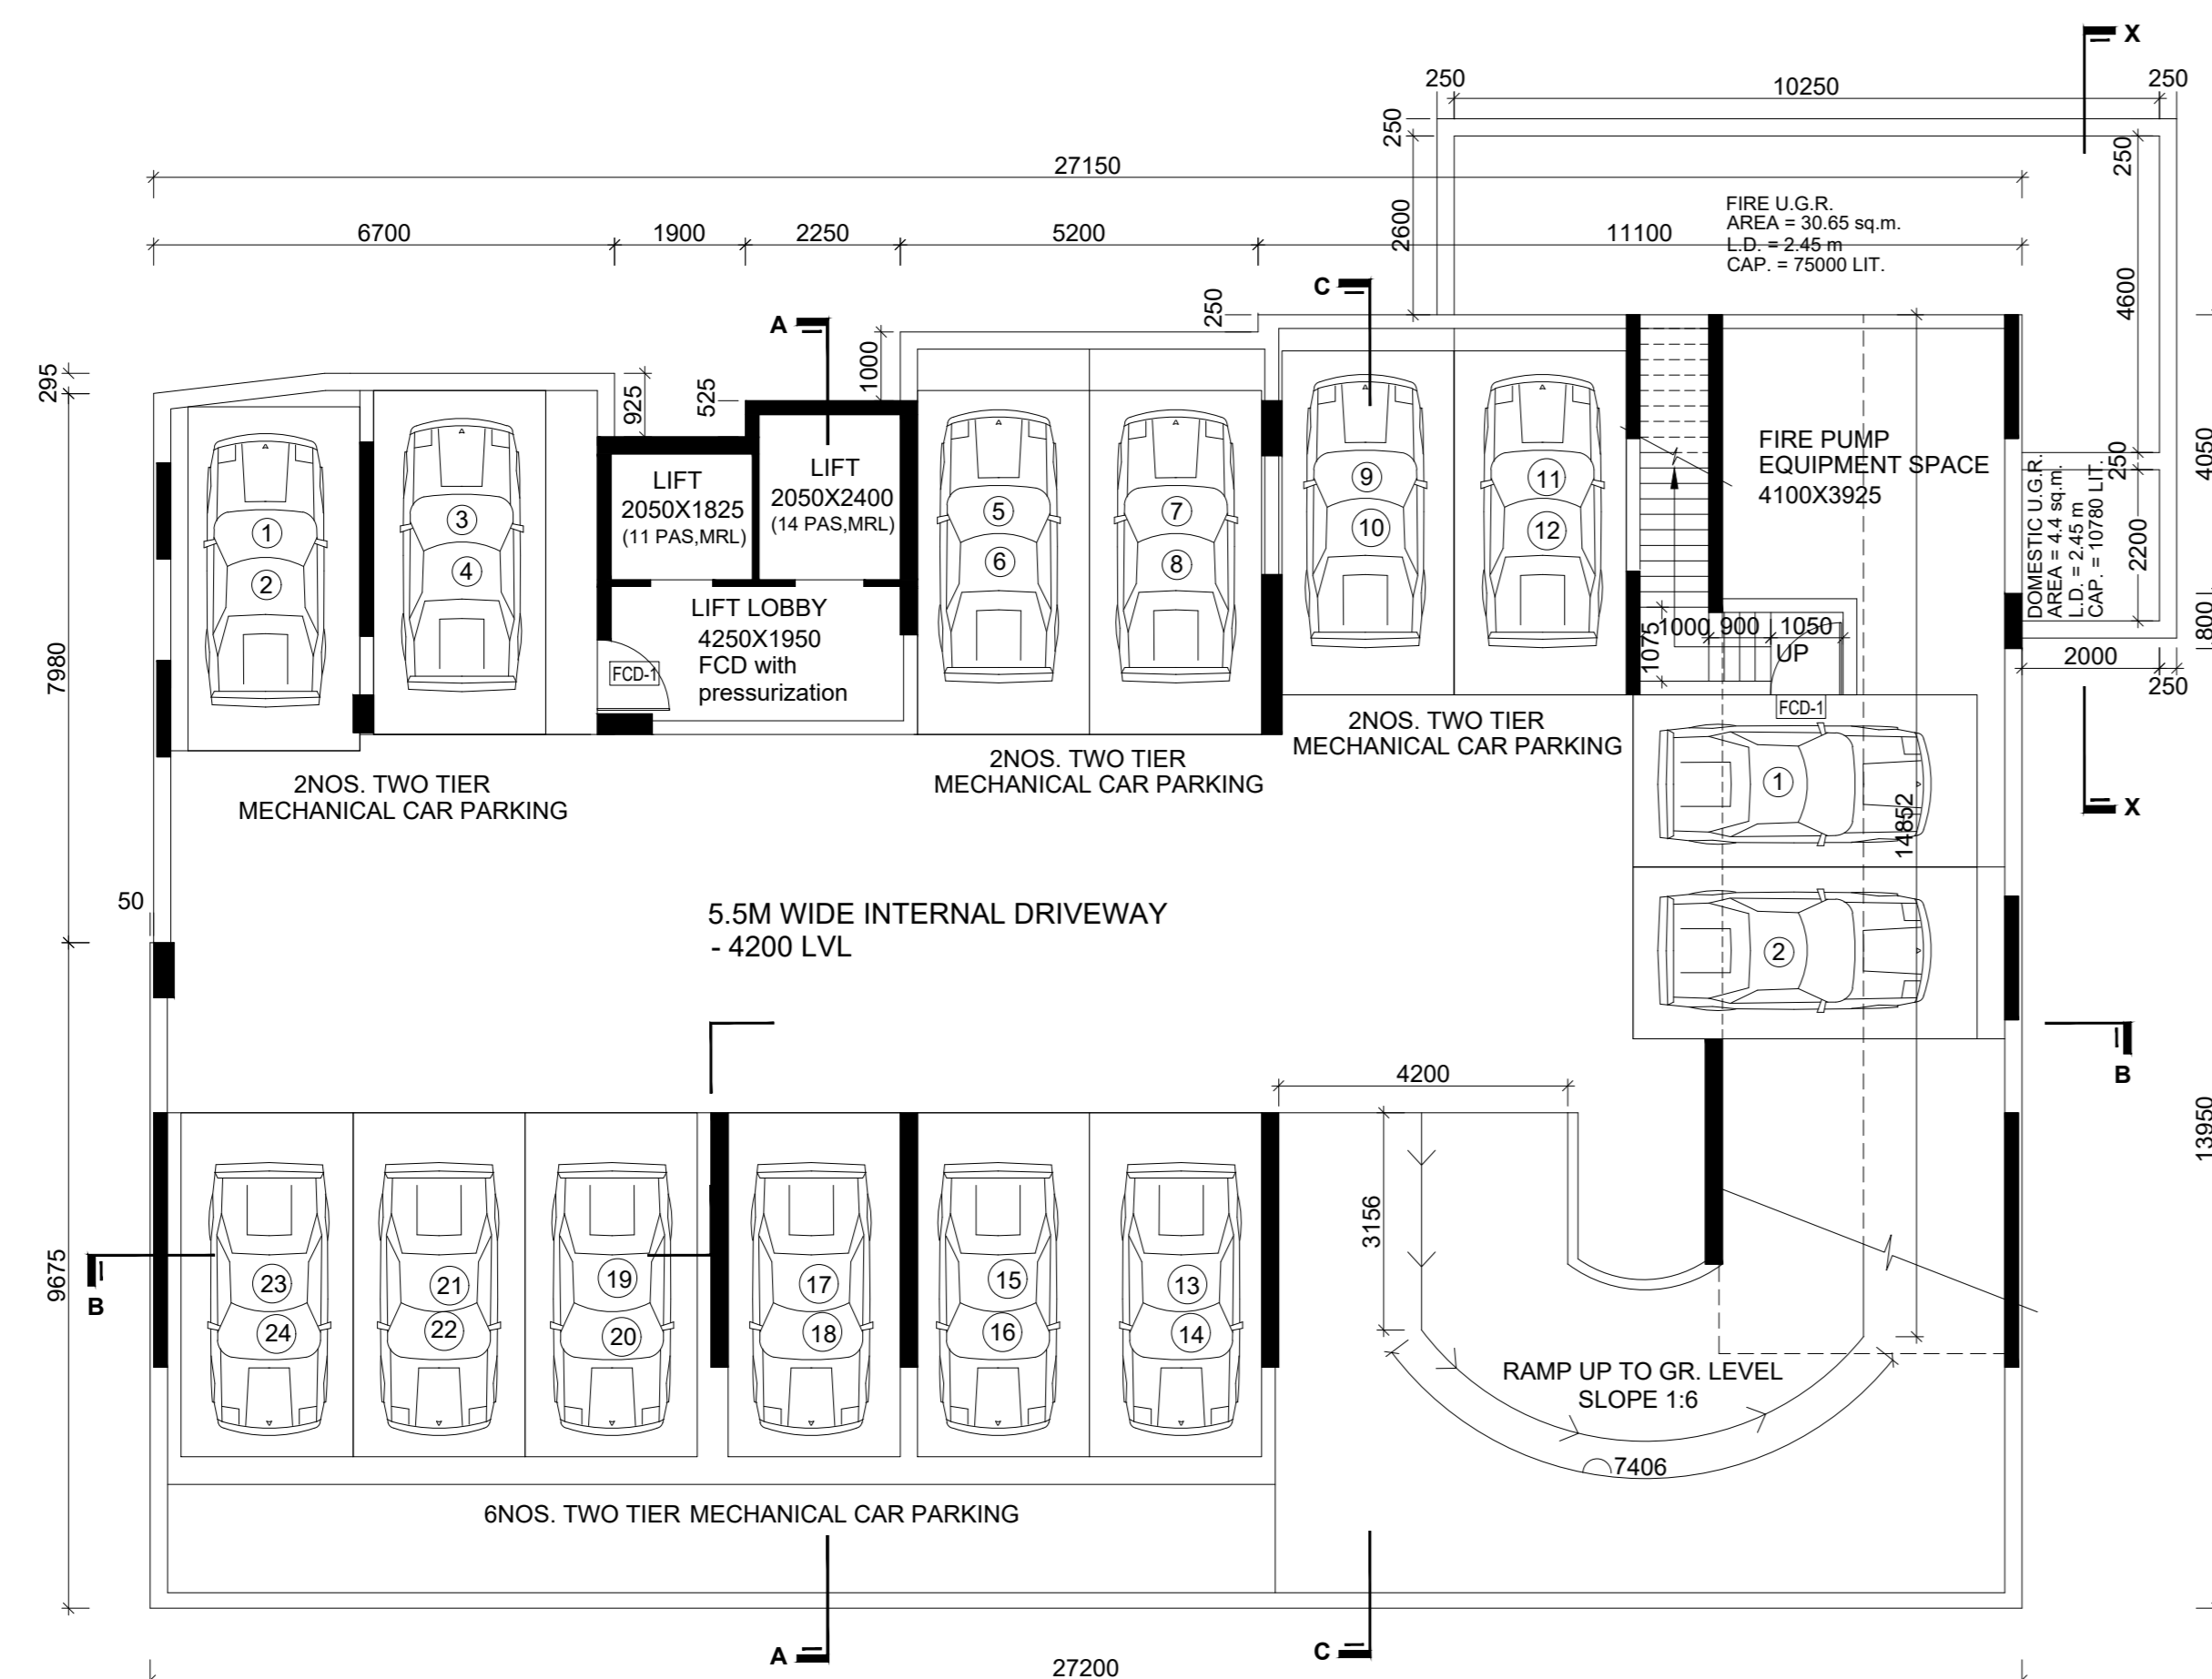 X
250
10250
250
250
250
27150
2600
FIRE U.G.R.
AREA = 30.65 sq.m.
L.D. = 2.45 m
CAP. = 75000 LIT.
6700
1900
2250
5200
11100
4600
C
A
250
1000
295
925
525
4050
250
FIRE PUMP
EQUIPMENT SPACE
4100X3925
LIFT
2050X1825
(11 PAS,MRL)
LIFT
2050X2400
(14 PAS,MRL)
1
2
3
4
5
6
7
8
9
10
11
12
DOMESTIC U.G.R.
AREA = 4.4 sq.m.
L.D. = 2.45 m
CAP. = 10780 LIT.
2200
800
7980
LIFT LOBBY
4250X1950
FCD with
pressurization
FCD-1
1075
1000
900
1050
UP
2000
250
FCD-1
2NOS. TWO TIER
MECHANICAL CAR PARKING
2NOS. TWO TIER
MECHANICAL CAR PARKING
2NOS. TWO TIER
MECHANICAL CAR PARKING
1
14852
X
50
5.5M WIDE INTERNAL DRIVEWAY
- 4200 LVL
2
B
4200
13950
3156
9675
B
23
24
21
22
19
20
17
18
15
16
13
14
RAMP UP TO GR. LEVEL
SLOPE 1:6
7406
6NOS. TWO TIER MECHANICAL CAR PARKING
A
C
27200